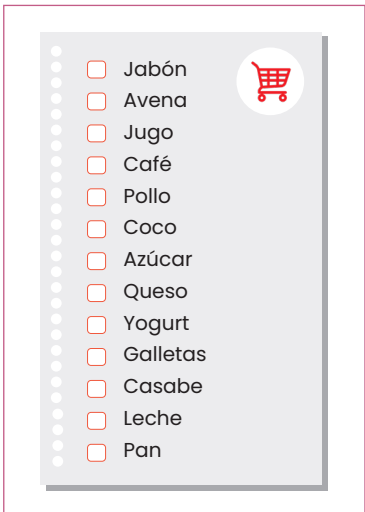 Jabón
Avena
Jugo
Café
Pollo
Coco
Azúcar
Queso
Yogurt
Galletas
Casabe
Leche
Pan